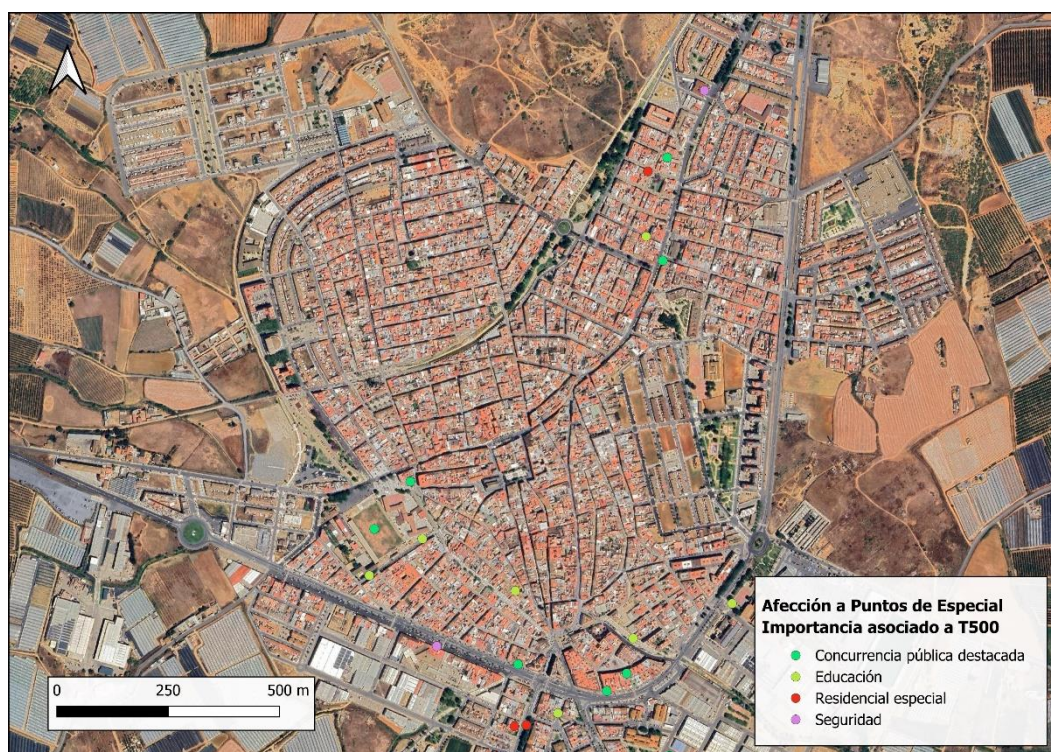 Afección a Puntos de Especial
Importancia asociado a T500
Concurrencia pública destacada
Educación
Residencial especial
Seguridad
0 250 500 m